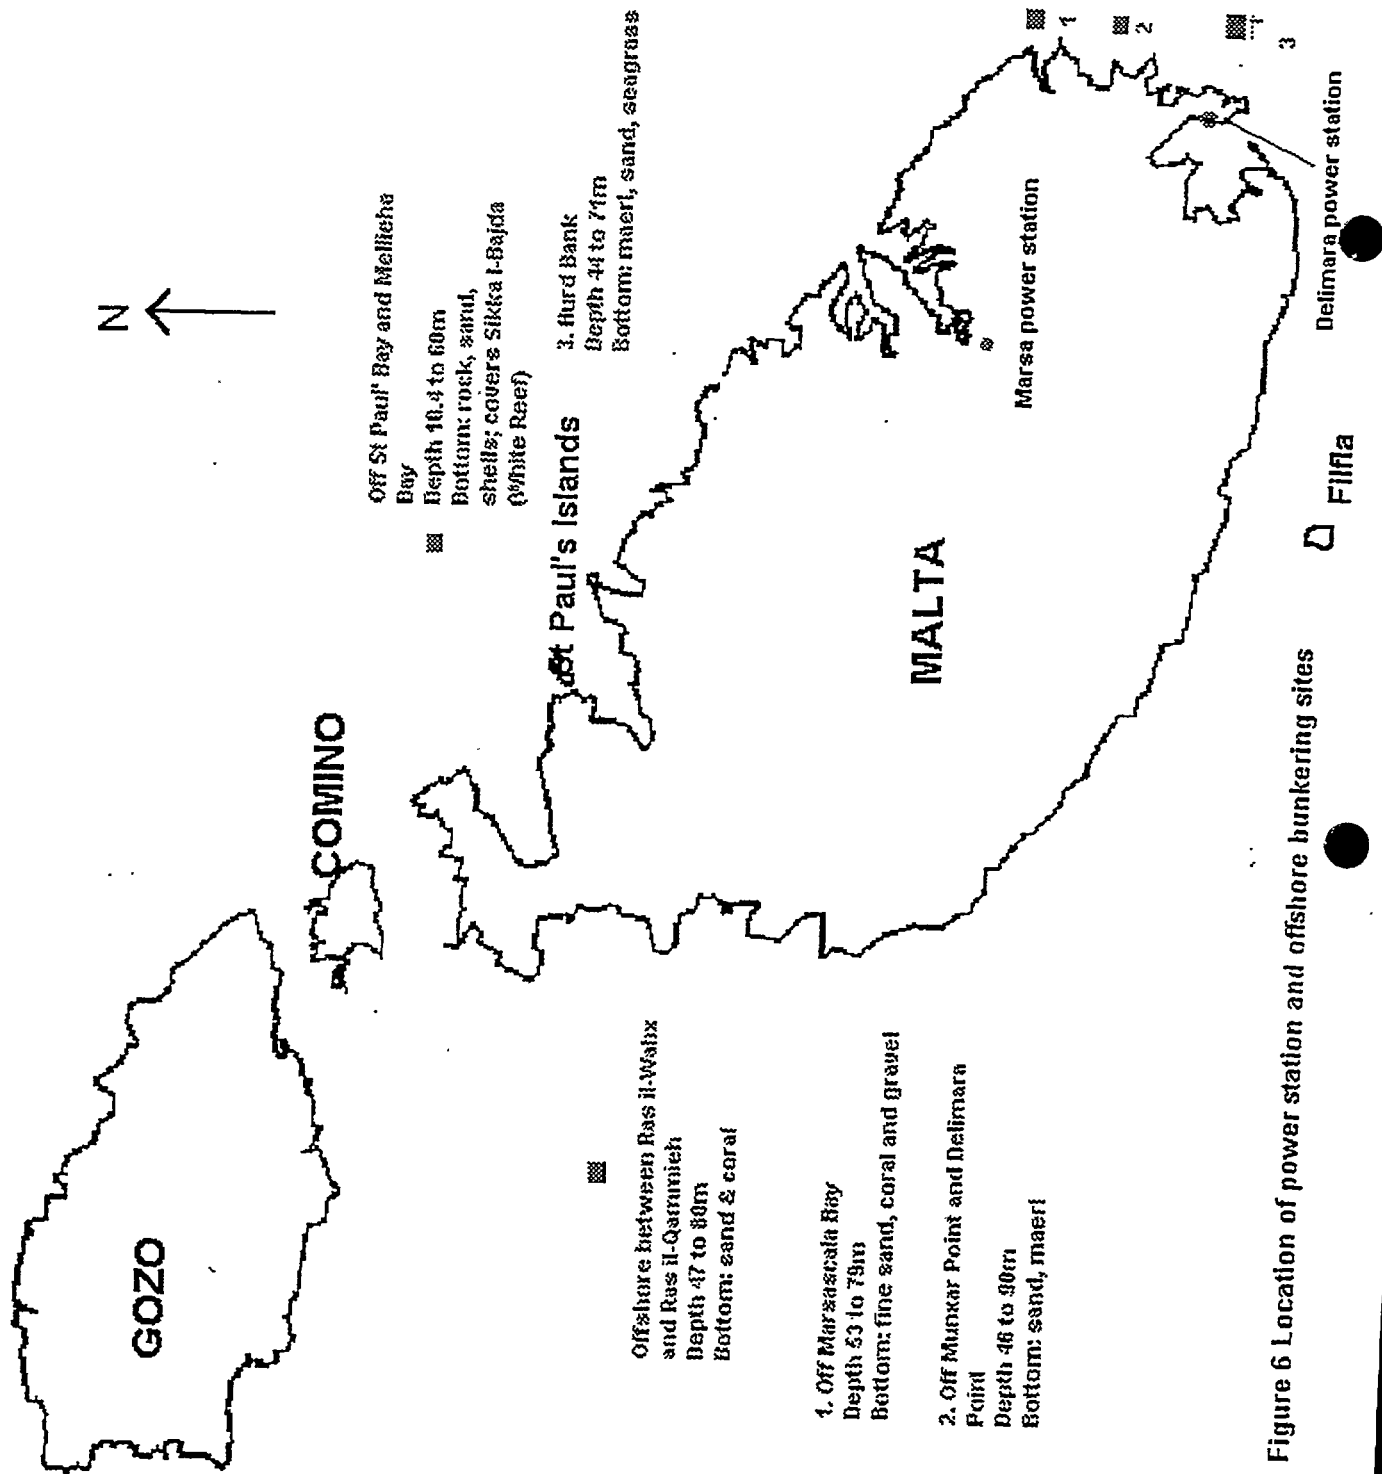 N
GOZO
COMINO
Off St Paul' Bay and Mellieha
Bay
Depth 18.4 to 60m
Bottom: rock, sand,
shells; covers Sikka l-Bajda
(White Reef)
3. Hurd Bank
Depth 44 to 71m
Bottom: maerl, sand, seagrass
St Paul's Islands
Offshore between Ras il-Wahx
and Ras il-Qammieh
Depth 47 to 80m
Bottom: sand & coral
1. Off Marsascala Bay
Depth 53 to 79m
Bottom: fine sand, coral and gravel
2. Off Munxar Point and Delimara
Point
Depth 46 to 90m
Bottom: sand, maerl
MALTA
Marsa power station
1
2
3
Delimara power station
Filfla
Figure 6 Location of power station and offshore bunkering sites